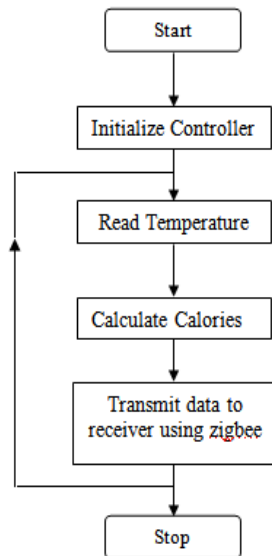 Start
Initialize Controller
Read Temperature
Calculate Calories
Transmit data to
receiver using zigbee
Stop